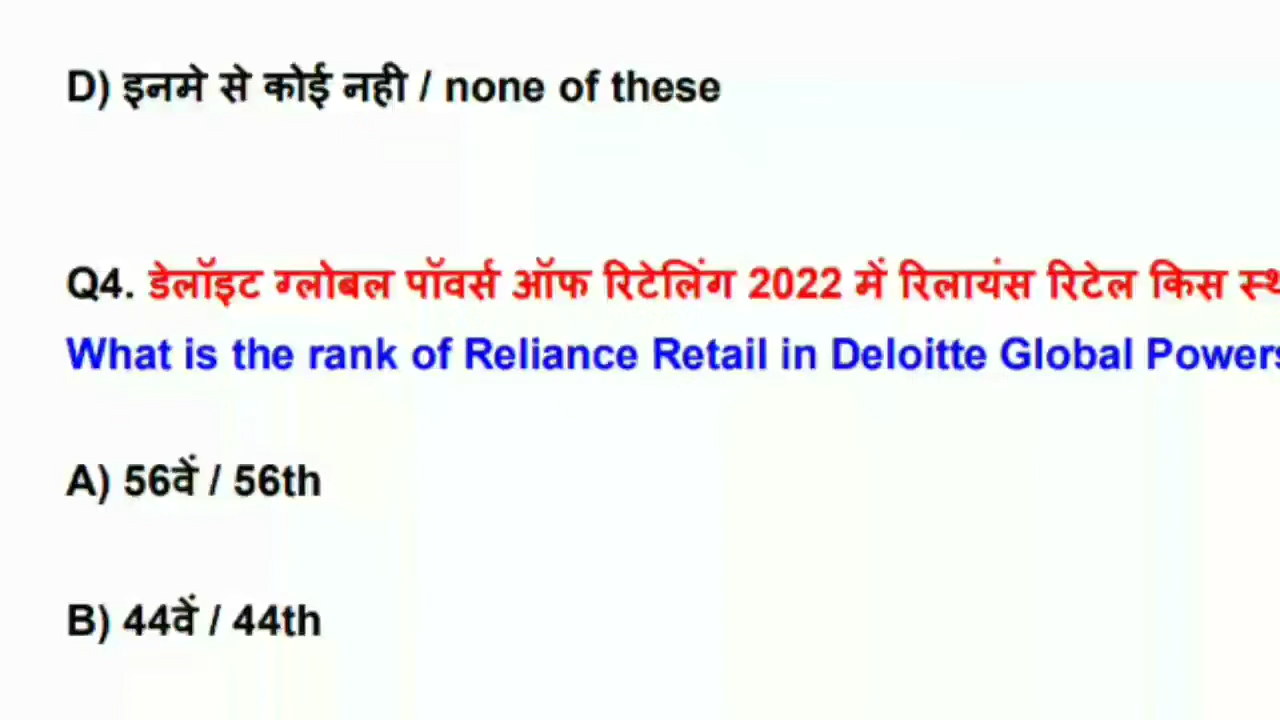 D) इनमे से कोई नही / none of these
Q4. डेलॉइट ग्लोबल पॉवर्स ऑफ रिटेलिंग 2022 में रिलायंस रिटेल किस
What is the rank of Reliance Retail in Deloitte Global Powers
A) 56वें / 56th
B) 44वें / 44th